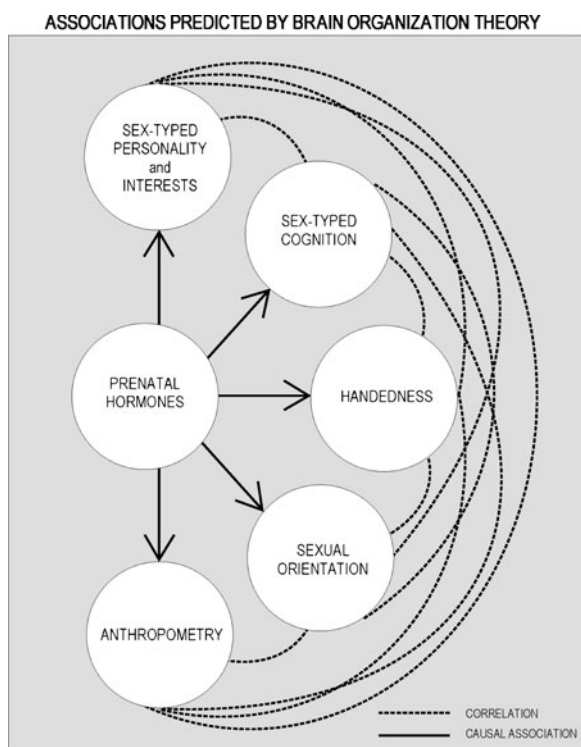 ASSOCIATIONS PREDICTED BY BRAIN ORGANIZATION THEORY
SEX-TYPED
PERSONALITY
and
INTERESTS
SEX-TYPED
COGNITION
PRENATAL
HORMONES
HANDEDNESS
SEXUAL
ORIENTATION
ANTHROPOMETRY
CORRELATION
CAUSAL ASSOCIATION